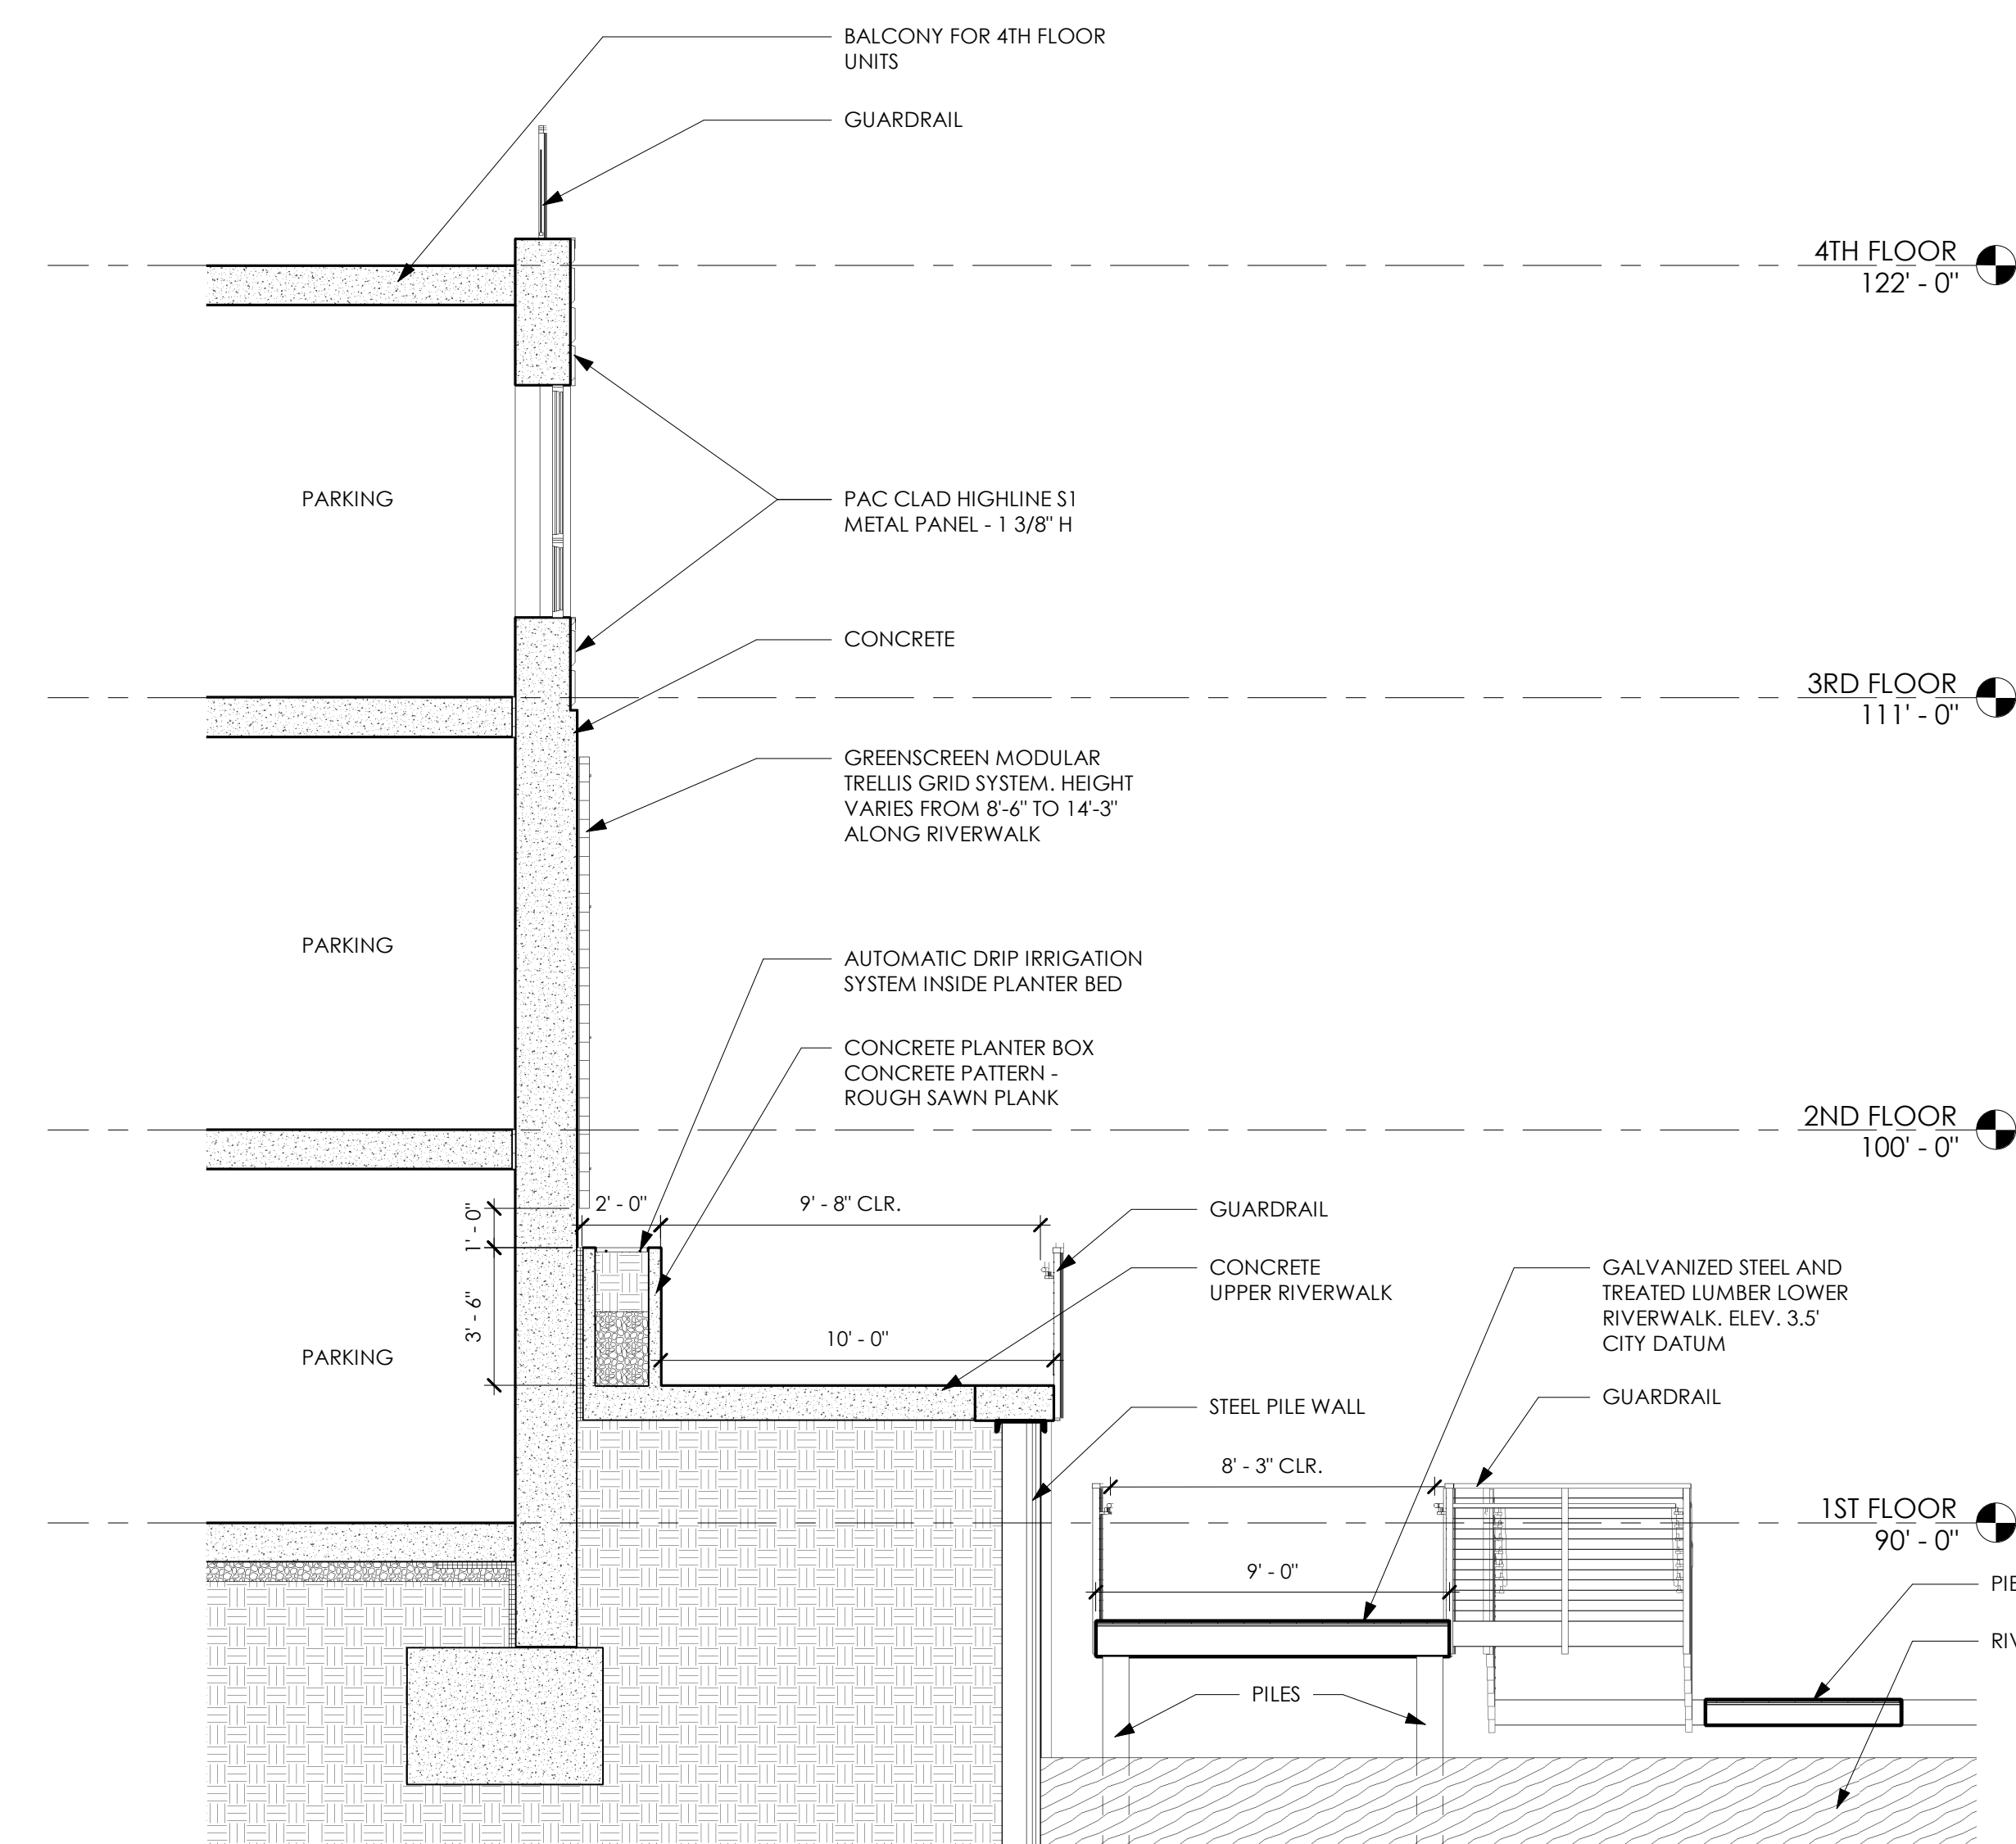 BALCONY FOR 4TH FLOOR
UNITS
GUARDRAIL
4TH FLOOR
122' - 0"
PARKING
PAC CLAD HIGHLINE S1
METAL PANEL - 1 3/8" H
CONCRETE
3RD FLOOR
111' - 0"
GREENSCREEN MODULAR
TRELLIS GRID SYSTEM. HEIGHT
VARIES FROM 8'-6" TO 14'-3"
ALONG RIVERWALK
PARKING
AUTOMATIC DRIP IRRIGATION
SYSTEM INSIDE PLANTER BED
CONCRETE PLANTER BOX
CONCRETE PATTERN -
ROUGH SAWN PLANK
2ND FLOOR
100' - 0"
1' - 0"
2' - 0"
9' - 8" CLR.
GUARDRAIL
CONCRETE
UPPER RIVERWALK
GALVANIZED STEEL AND
TREATED LUMBER LOWER
RIVERWALK. ELEV. 3.5'
CITY DATUM
3' - 6"
10' - 0"
PARKING
GUARDRAIL
STEEL PILE WALL
8' - 3" CLR.
1ST FLOOR
90' - 0"
9' - 0"
PIE
RIV
PILES